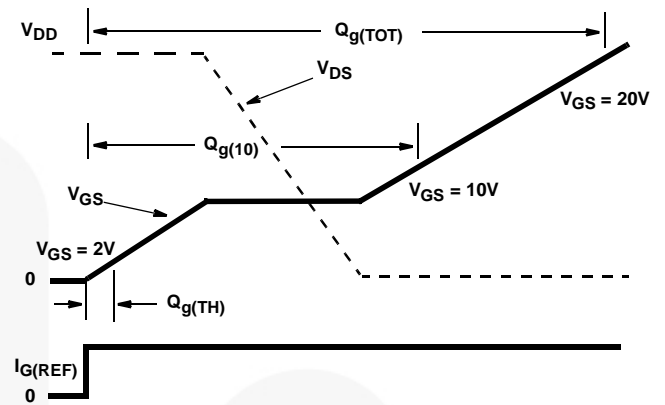 V_DD
Q_g(TOT)
V_DS
V_GS = 20V
Q_g(10)
V_GS
V_GS = 10V
V_GS = 2V
0
Q_g(TH)
I_G(REF)
0